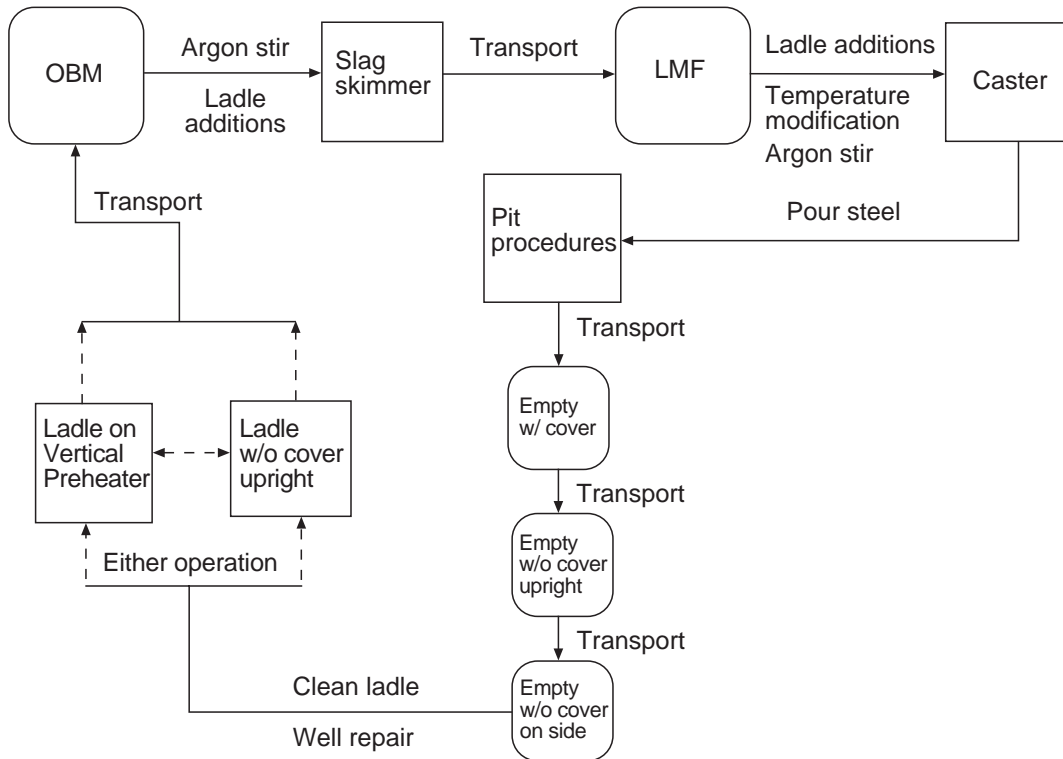 OBM
Argon stir
Ladle
additions
Slag
skimmer
Transport
LMF
Ladle additions
Temperature
modification
Argon stir
Caster
Pour steel
Pit
procedures
Transport
Empty
w/ cover
Transport
Empty
w/o cover
upright
Transport
Empty
w/o cover
on side
Clean ladle
Well repair
Either operation
Ladle on
Vertical
Preheater
Ladle
w/o cover
upright
Transport